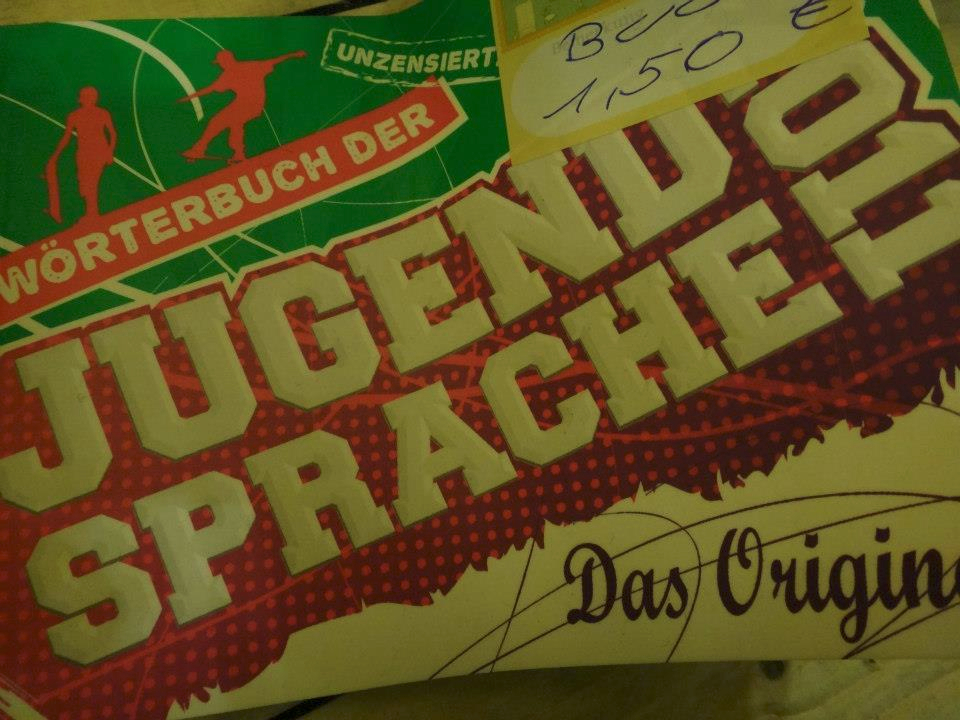 UNZENSIERT
1,50 €
WÖRTERBUCH DER
JUGEND
SPRACHE
Das Origin